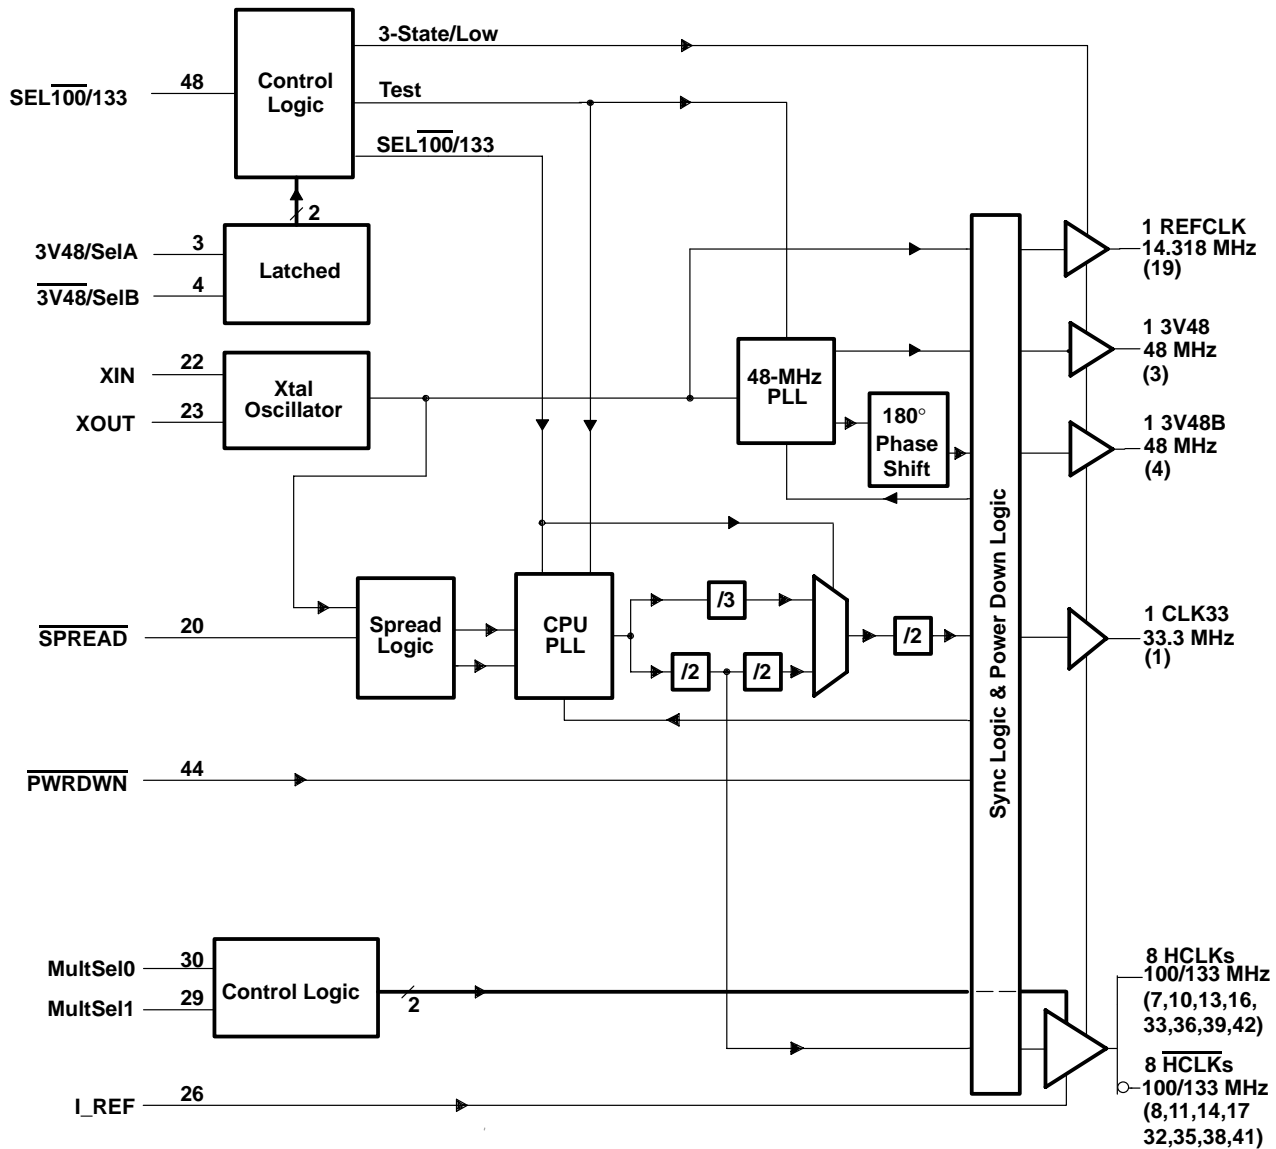 3-State/Low
48
SEL100/133
Control
Logic
Test
SEL100/133
2
3V48/SelA
3
3V48/SelB
4
Latched
1 REFCLK
14.318 MHz
(19)
XIN
22
XOUT
23
Xtal
Oscillator
48-MHz
PLL
1 3V48
48 MHz
(3)
180°
Phase
Shift
1 3V48B
48 MHz
(4)
Sync Logic & Power Down Logic
SPREAD
20
Spread
Logic
CPU
PLL
/3
/2
/2
/2
1 CLK33
33.3 MHz
(1)
PWRDWN
44
MultSel0
30
MultSel1
29
Control Logic
2
8 HCLKs
100/133 MHz
(7,10,13,16,
33,36,39,42)
8 HCLKs
100/133 MHz
(8,11,14,17
32,35,38,41)
I_REF
26